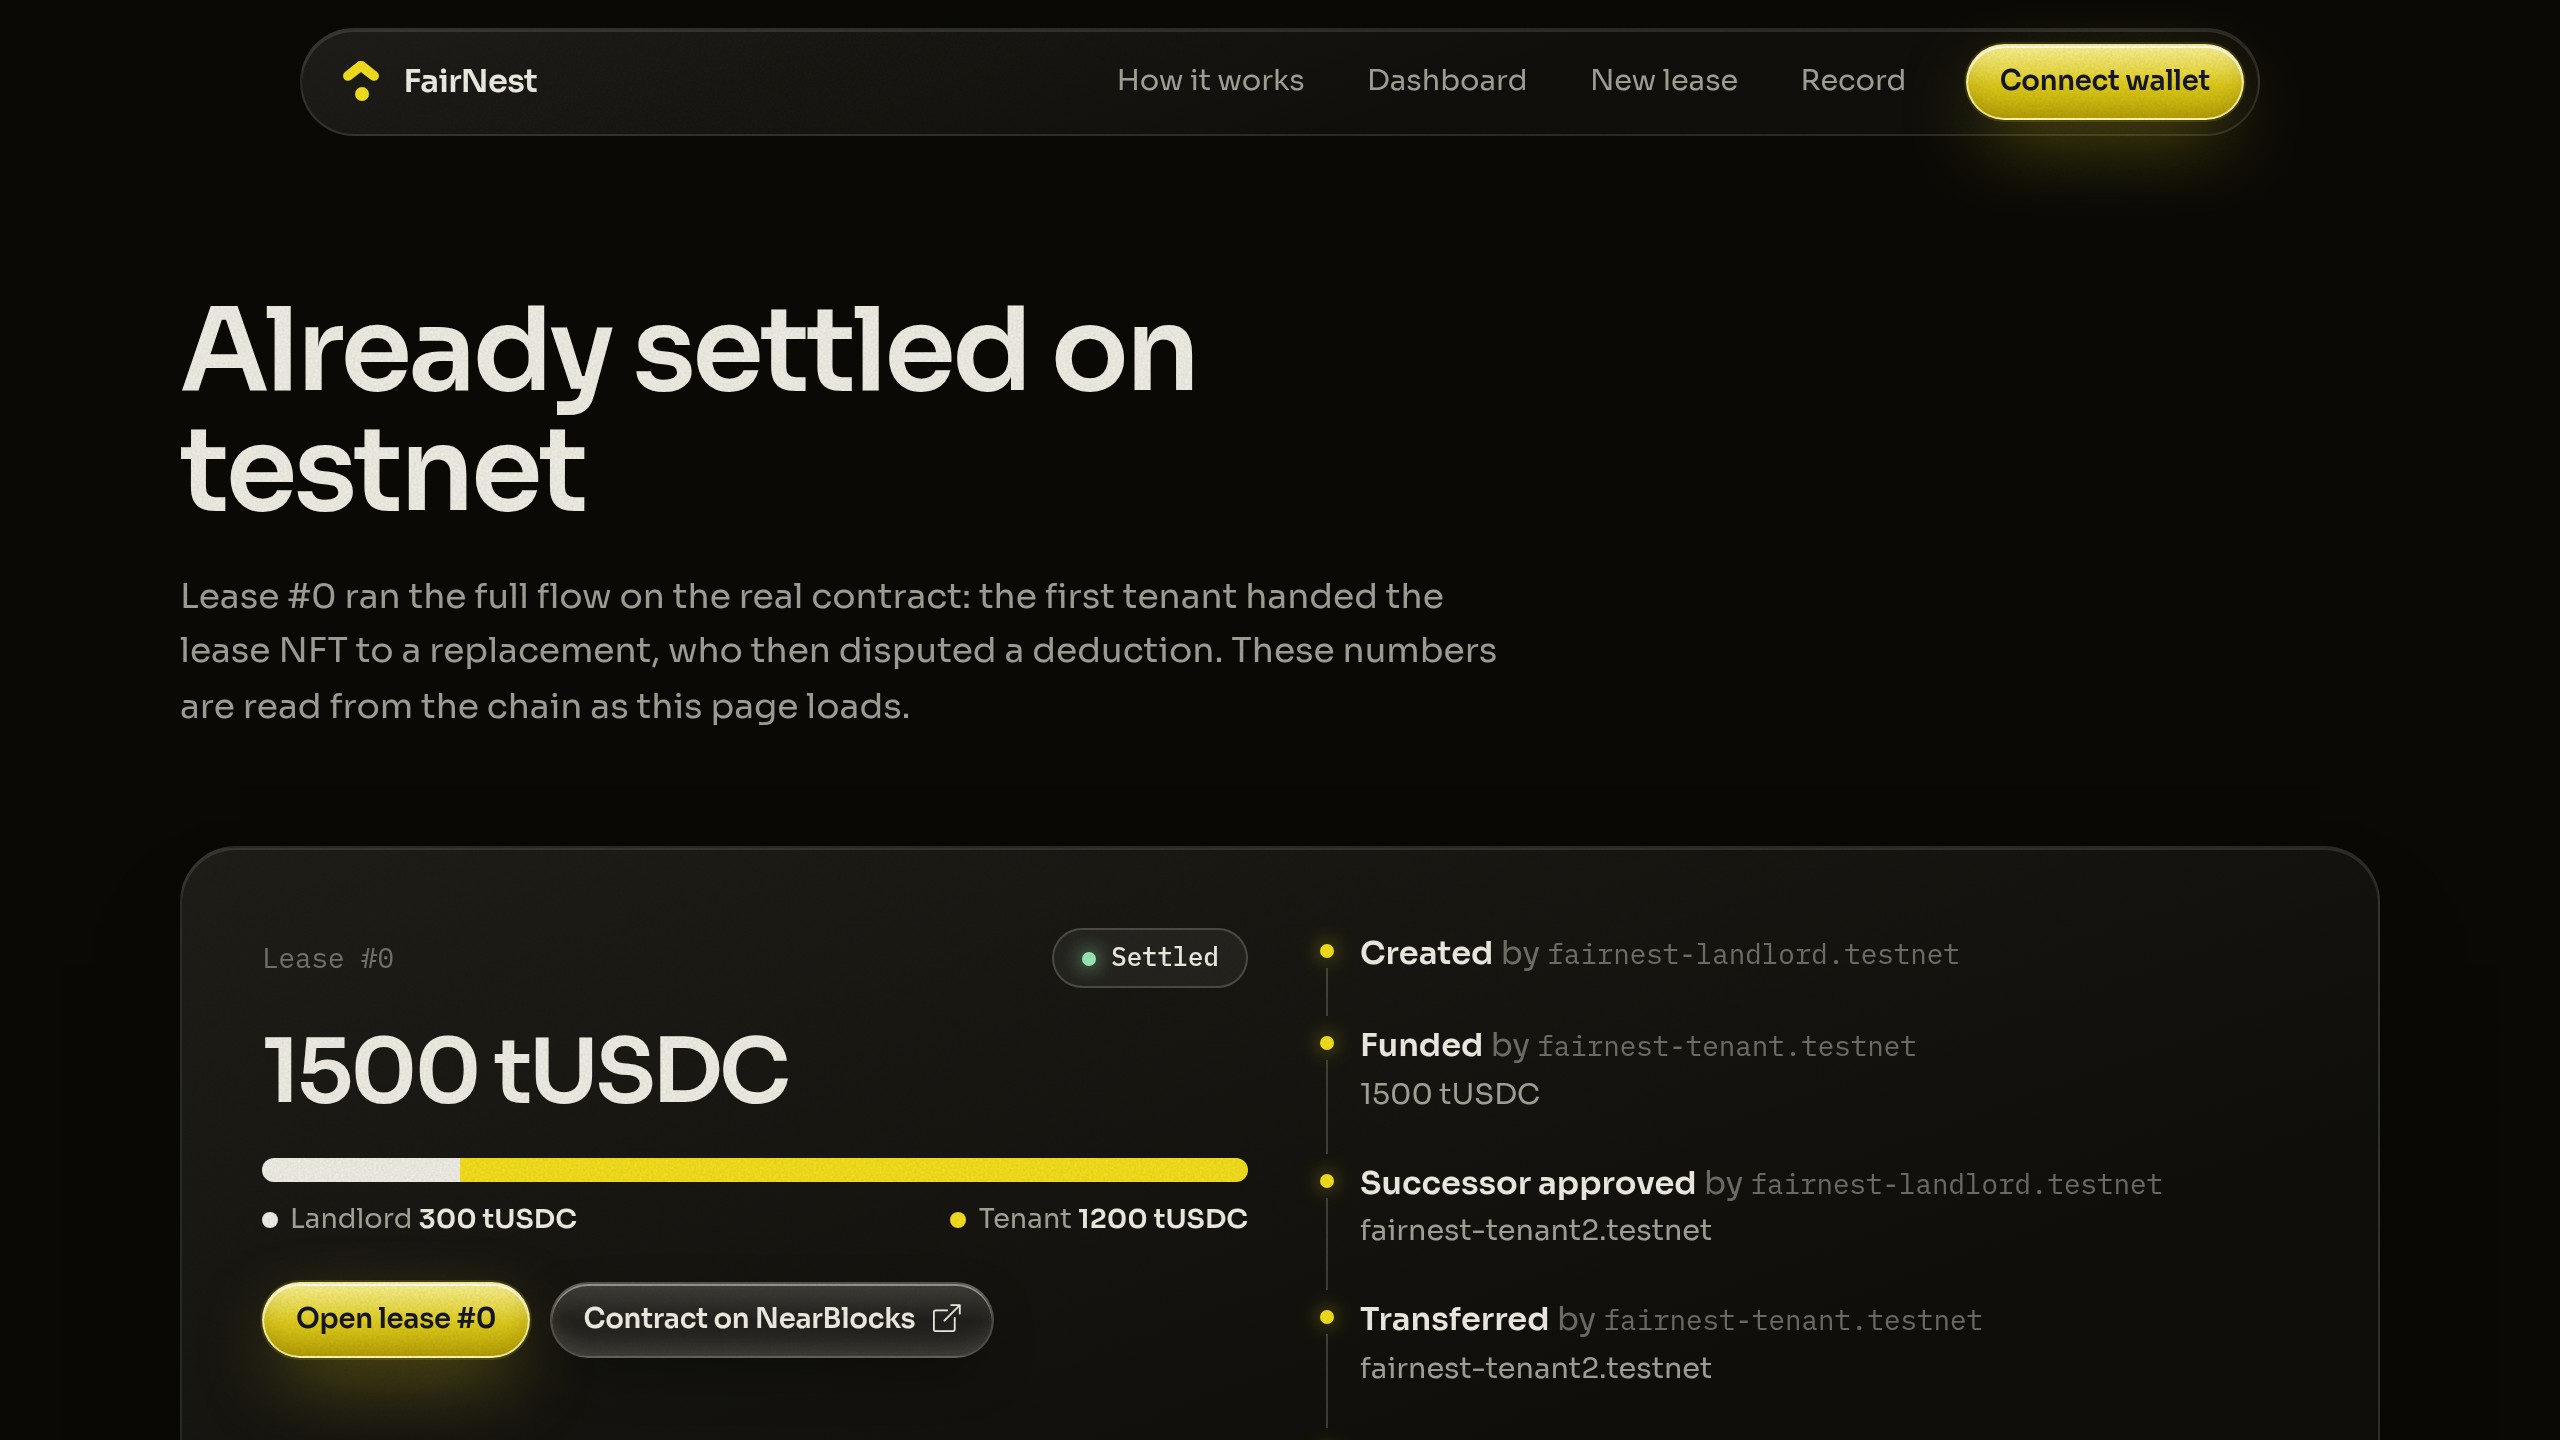 FairNest
How it works
Dashboard
New lease
Record
Connect wallet
Already settled on
testnet
Lease #0 ran the full flow on the real contract: the first tenant handed the
lease NFT to a replacement, who then disputed a deduction. These numbers
are read from the chain as this page loads.
Lease #0
Settled
1500 tUSDC
Landlord 300 tUSDC
Tenant 1200 tUSDC
Open lease #0
Contract on NearBlocks
Created by fairnest-landlord.testnet
Funded by fairnest-tenant.testnet
1500 tUSDC
Successor approved by fairnest-landlord.testnet
fairnest-tenant2.testnet
Transferred by fairnest-tenant.testnet
fairnest-tenant2.testnet